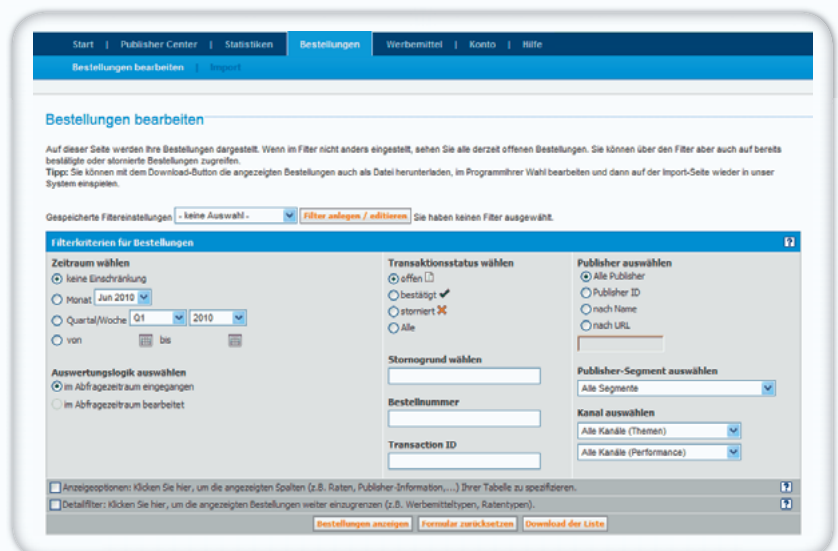 Start | Publisher Center | Statistiken Bestellungen Werbemittel | Konto | Hilfe
Bestellungen bearbeiten | Import
Bestellungen bearbeiten
Auf dieser Seite werden Ihre Bestellungen dargestellt. Wenn im Filter nicht anders eingestellt, sehen Sie alle derzeit offenen Bestellungen. Sie können über den Filter aber auch auf bereits
bestätigte oder stornierte Bestellungen zugreifen.
Tipp: Sie können mit dem Download-Button die angezeigten Bestellungen auch als Datei herunterladen, im ProgrammIhrer Wahl bearbeiten und dann auf der Import-Seite wieder in unser
System einspielen.
Gespeicherte Filtereinstellungen - keine Auswahl - Filter anlegen / editieren Sie haben keinen Filter ausgewählt.
Filterkriterien für Bestellungen ?
Zeitraum wählen
keine Einschränkung
Monat Jun 2010
Quartal/Woche Q1 2010
von bis
Auswertungslogik auswählen
im Abfragezeitraum eingegangen
im Abfragezeitraum bearbeitet
Transaktionsstatus wählen
offen
bestätigt
storniert
Alle
Stornogrund wählen
Bestellnummer
Transaction ID
Publisher auswählen
Alle Publisher
Publisher ID
nach Name
nach URL
Publisher-Segment auswählen
Alle Segmente
Kanal auswählen
Alle Kanäle (Themen)
Alle Kanäle (Performance)
Anzeigeoptionen: Klicken Sie hier, um die angezeigten Spalten (z.B. Raten, Publisher-Information,...) Ihrer Tabelle zu spezifizieren. ?
Detailfilter: Klicken Sie hier, um die angezeigten Bestellungen weiter einzugrenzen (z.B. Werbemitteltypen, Ratentypen). ?
Bestellungen anzeigen Formular zurücksetzen Download der Liste